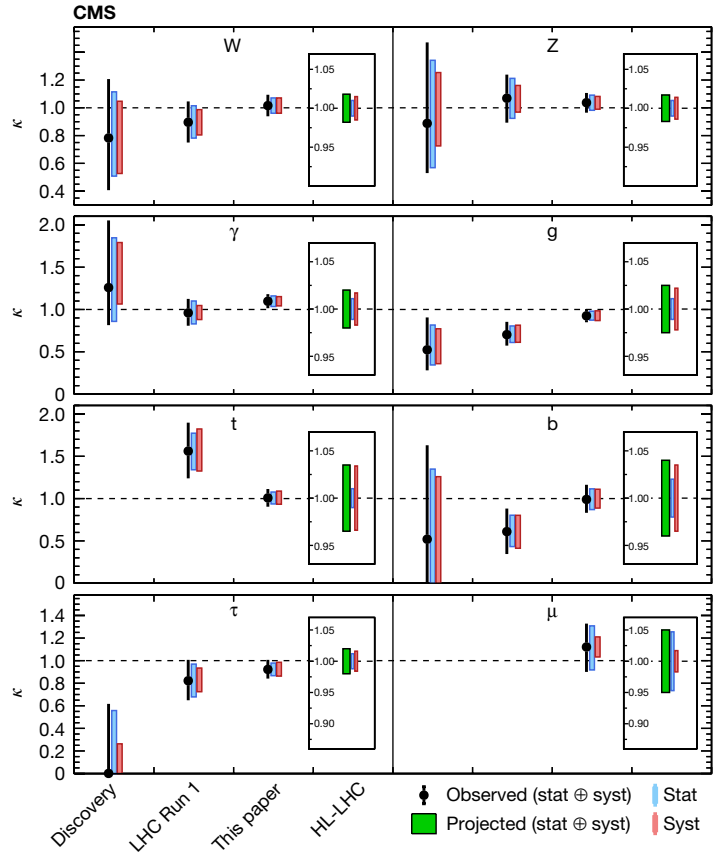 CMS
W
Z
κ
1.2
1.0
0.8
0.6
0.4
1.05
1.00
0.95
1.05
1.00
0.95
γ
g
κ
2.0
1.5
1.0
0.5
0
1.05
1.00
0.95
1.05
1.00
0.95
t
b
κ
2.0
1.5
1.0
0.5
0
1.05
1.00
0.95
1.05
1.00
0.95
τ
μ
κ
1.4
1.2
1.0
0.8
0.6
0.4
0.2
0
1.05
1.00
0.95
0.90
1.05
1.00
0.95
0.90
Discovery
LHC Run 1
This paper
HL-LHC
Observed (stat ⊕ syst)
Stat
Projected (stat ⊕ syst)
Syst